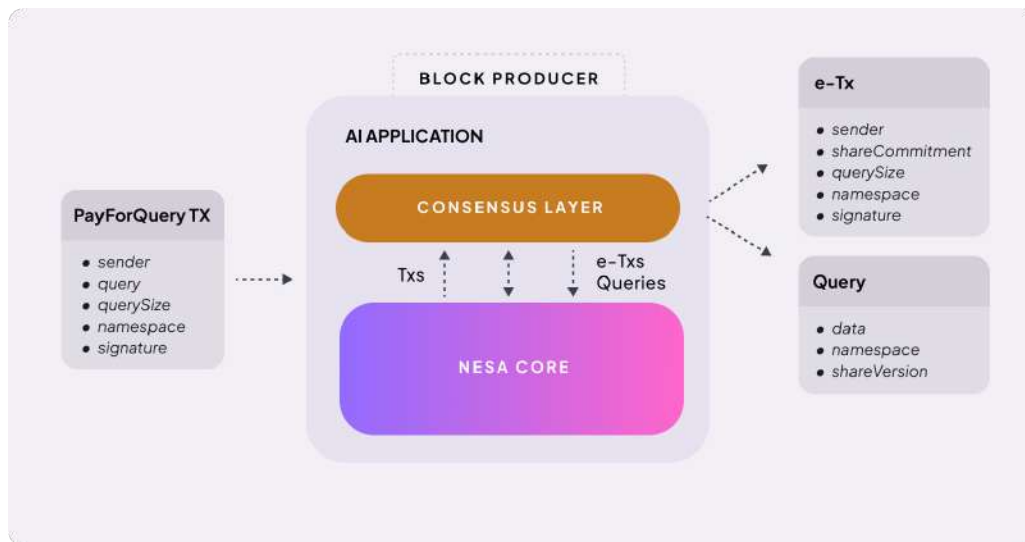 BLOCK PRODUCER
AI APPLICATION
CONSENSUS LAYER
Txs
e-Txs
Queries
NESA CORE
PayForQuery TX
• sender
• query
• querySize
• namespace
• signature
e-Tx
• sender
• shareCommitment
• querySize
• namespace
• signature
Query
• data
• namespace
• shareVersion